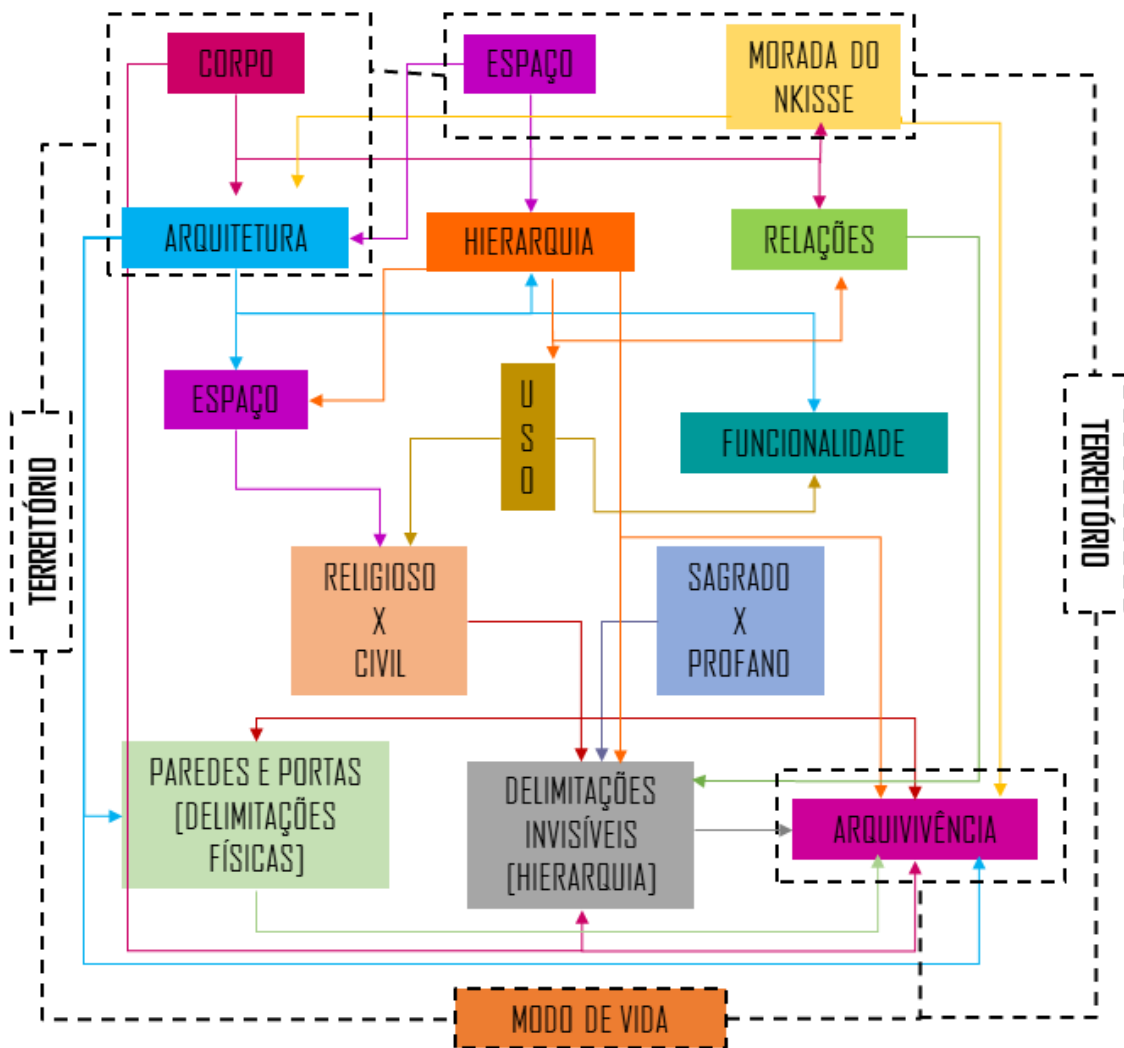 CORPO
ESPAÇO
MORADA DO
NKISSE
ARQUITETURA
HIERARQUIA
RELAÇÕES
ESPAÇO
USO
FUNCIONALIDADE
TERREITÓRIO
TERREITÓRIO
RELIGIOSO
X
CIVIL
SAGRADO
X
PROFANO
PAREDES E PORTAS
[DELIMITAÇÕES
FÍSICAS]
DELIMITAÇÕES
INVISÍVEIS
[HIERARQUIA]
ARQUIVIVÊNCIA
MODO DE VIDA